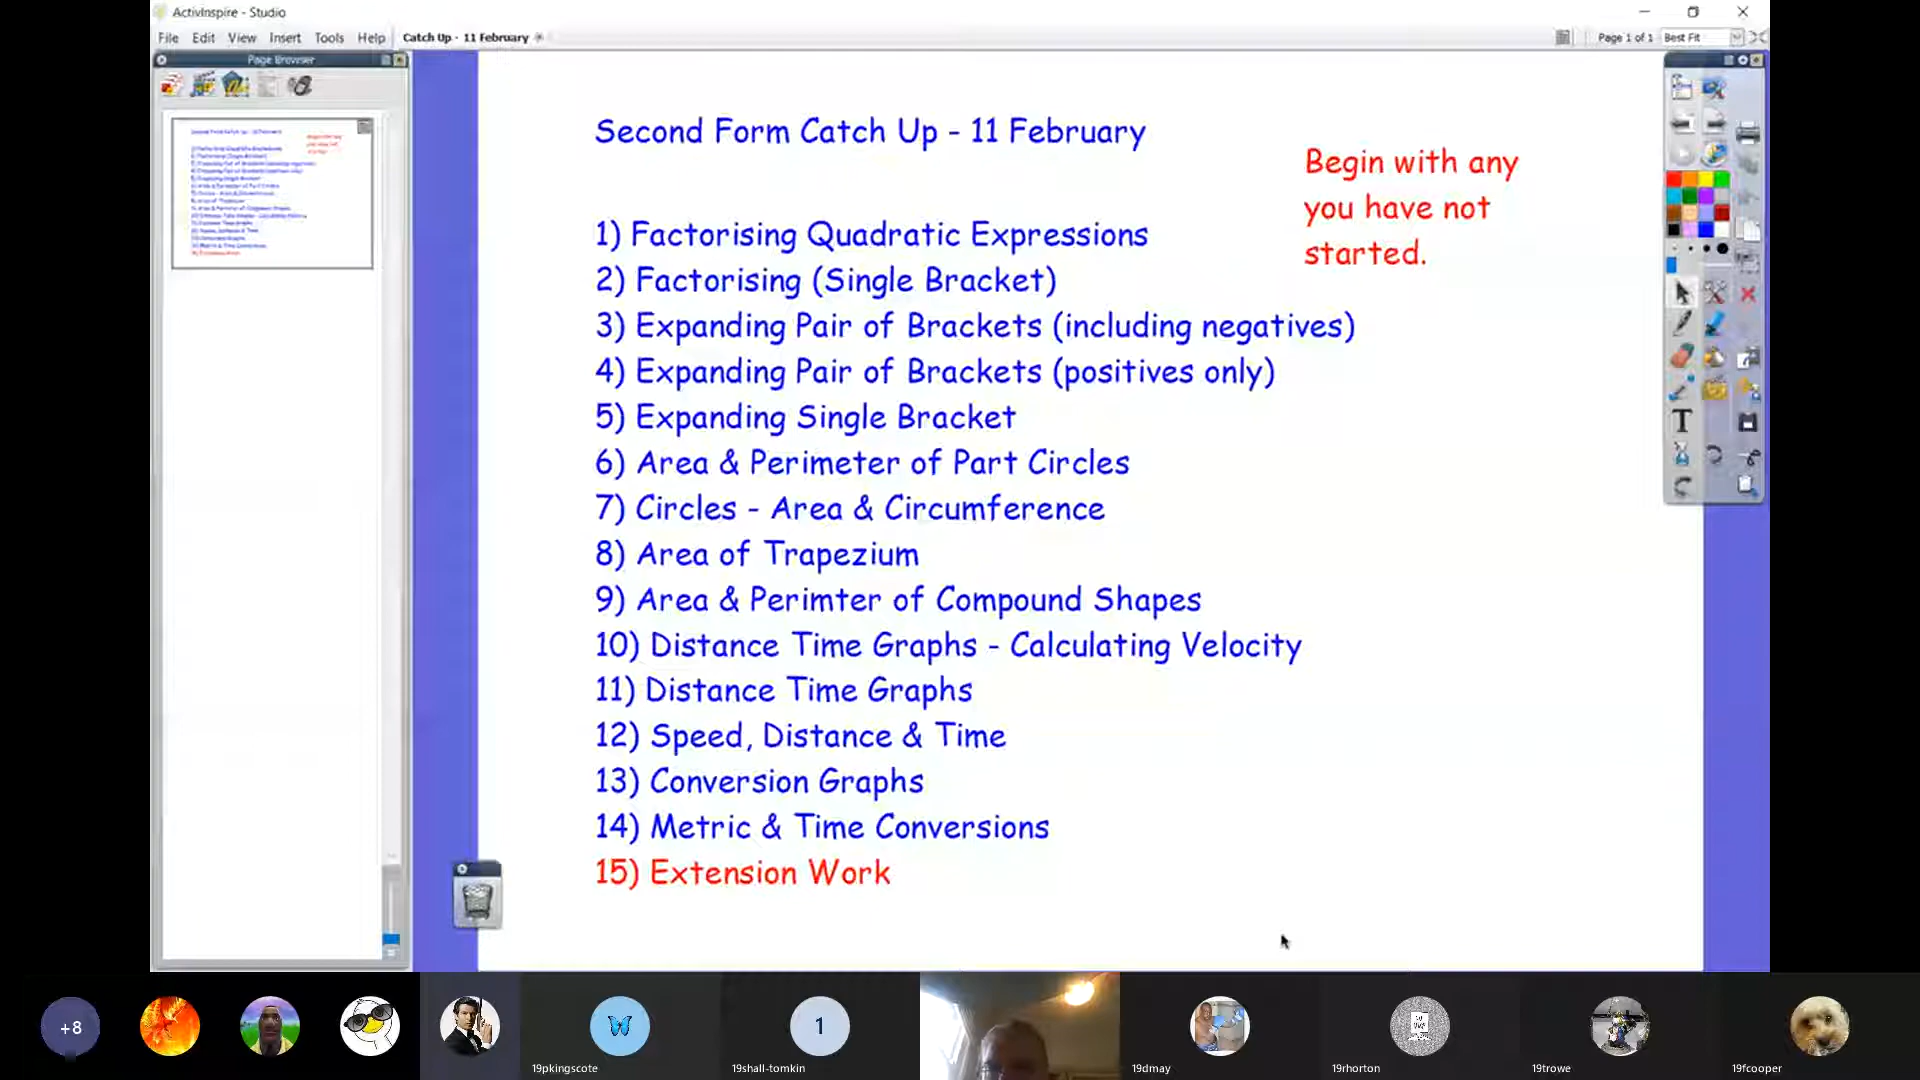 ActivInspire - Studio
File Edit View Insert Tools Help
Catch Up - 11 February
Page 1 of 1 Best Fit
Page Browser
Second Form Catch Up - 11 February
Begin with any
you have not
started.
1) Factorising Quadratic Expressions
2) Factorising (Single Bracket)
3) Expanding Pair of Brackets (including negatives)
4) Expanding Pair of Brackets (positives only)
5) Expanding Single Bracket
6) Area & Perimeter of Part Circles
7) Circles - Area & Circumference
8) Area of Trapezium
9) Area & Perimter of Compound Shapes
10) Distance Time Graphs - Calculating Velocity
11) Distance Time Graphs
12) Speed, Distance & Time
13) Conversion Graphs
14) Metric & Time Conversions
15) Extension Work
T
+8
1
19pkingscote
19shall-tomkin
19dmay
19rhorton
19trowe
19fcooper